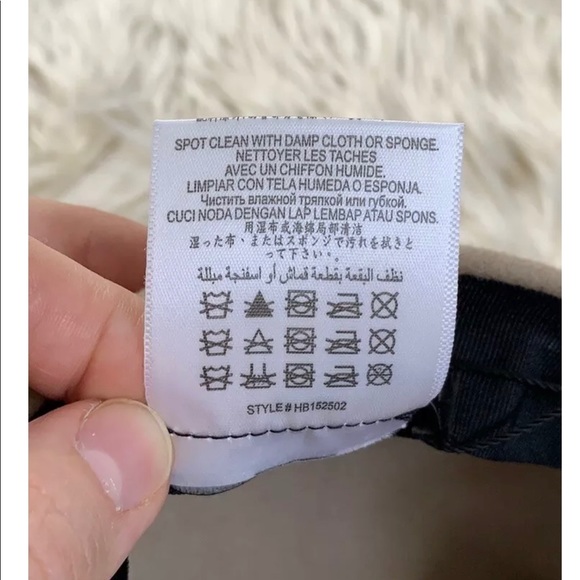 SPOT CLEAN WITH DAMP CLOTH OR SPONGE.
NETTOYER LES TACHES
AVEC UN CHIFFON HUMIDE.
LIMPIAR CON TELA HUMEDA O ESPONJA.
Чистить влажной тряпкой или губкой.
CUCI NODA DENGAN LAP LEMBAP ATAU SPONS.
用湿布或海绵局部清洁
湿った布、またはスポンジで汚れを拭きと
って下さい。
نظف البقعة بقطعة قماش أو اسفنجة مبللة
STYLE# HB152502